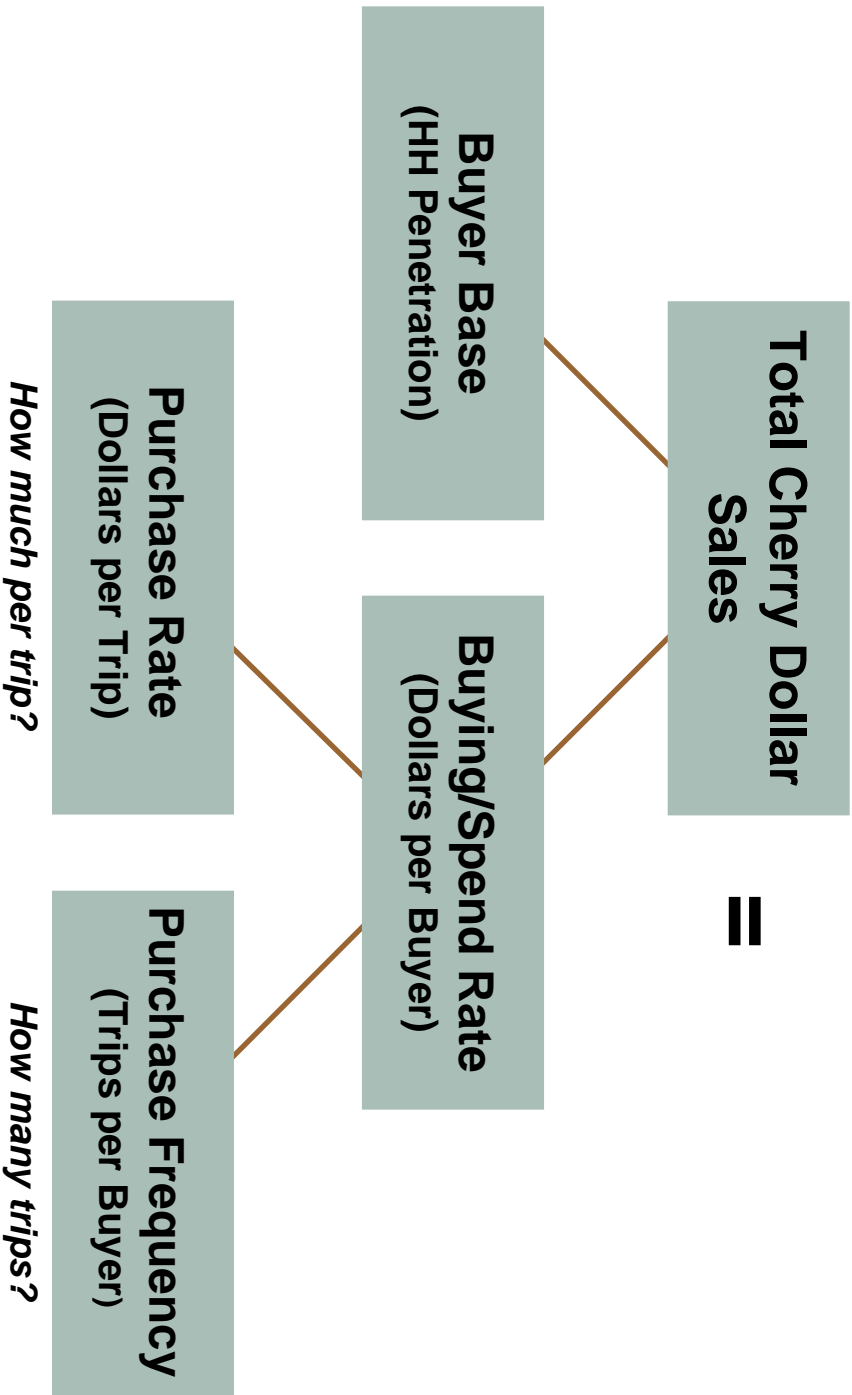 Total Cherry Dollar
Sales
=
Buyer Base
(HH Penetration)
Buying/Spend Rate
(Dollars per Buyer)
Purchase Rate
(Dollars per Trip)
Purchase Frequency
(Trips per Buyer)
How much per trip?
How many trips?